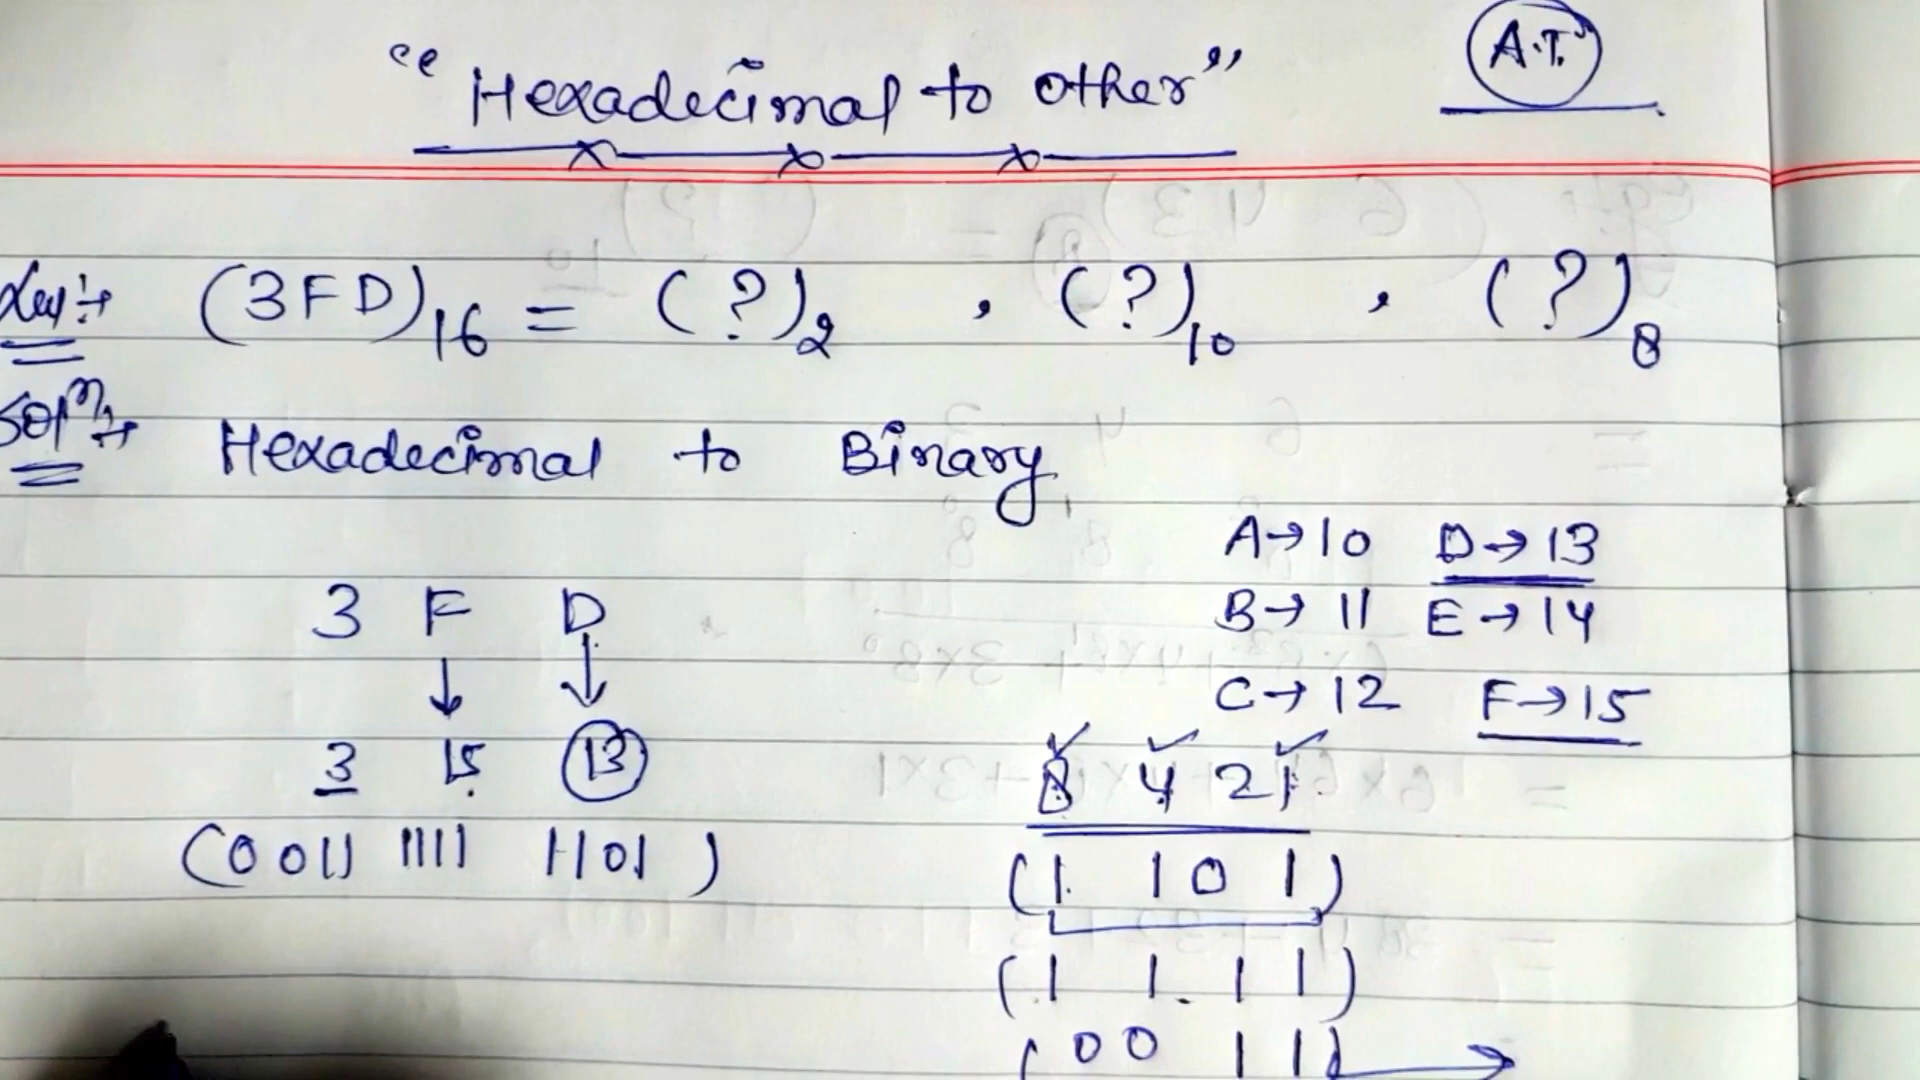 "Hexadecimal to other"
A.T.
(3FD)16 = (?)2 , (?)10 , (?)8
Soln:→ Hexadecimal to Binary
A→10 D→13
B→11 E→14
C→12 F→15
3 F D
↓ ↓
3 15 13
(0011 1111 1101)
8 4 2 1
(1 1 0 1)
(1 1 1 1)
(0 0 1 1) →